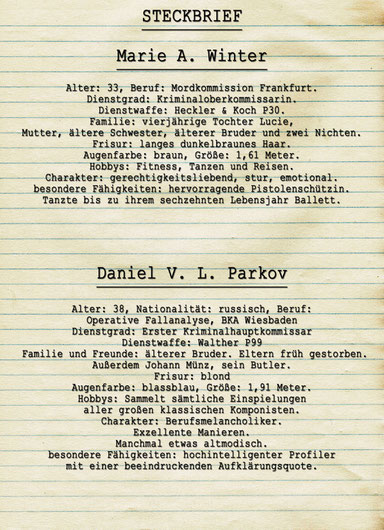 STECKBRIEF
Marie A. Winter
Alter: 33, Beruf: Mordkommission Frankfurt.
Dienstgrad: Kriminaloberkommissarin.
Dienstwaffe: Heckler & Koch P30.
Familie: vierjährige Tochter Lucie,
Mutter, ältere Schwester, älterer Bruder und zwei Nichten.
Frisur: langes dunkelbraunes Haar.
Augenfarbe: braun, Größe: 1,61 Meter.
Hobbys: Fitness, Tanzen und Reisen.
Charakter: gerechtigkeitsliebend, stur, emotional.
besondere Fähigkeiten: hervorragende Pistolenschützin.
Tanzte bis zu ihrem sechzehnten Lebensjahr Ballett.
Daniel V. L. Parkov
Alter: 38, Nationalität: russisch, Beruf:
Operative Fallanalyse, BKA Wiesbaden
Dienstgrad: Erster Kriminalhauptkommissar
Dienstwaffe: Walther P99
Familie und Freunde: älterer Bruder. Eltern früh gestorben.
Außerdem Johann Münz, sein Butler.
Frisur: blond
Augenfarbe: blassblau, Größe: 1,91 Meter.
Hobbys: Sammelt sämtliche Einspielungen
aller großen klassischen Komponisten.
Charakter: Berufsmelancholiker.
Exzellente Manieren.
Manchmal etwas altmodisch.
besondere Fähigkeiten: hochintelligenter Profiler
mit einer beeindruckenden Aufklärungsquote.